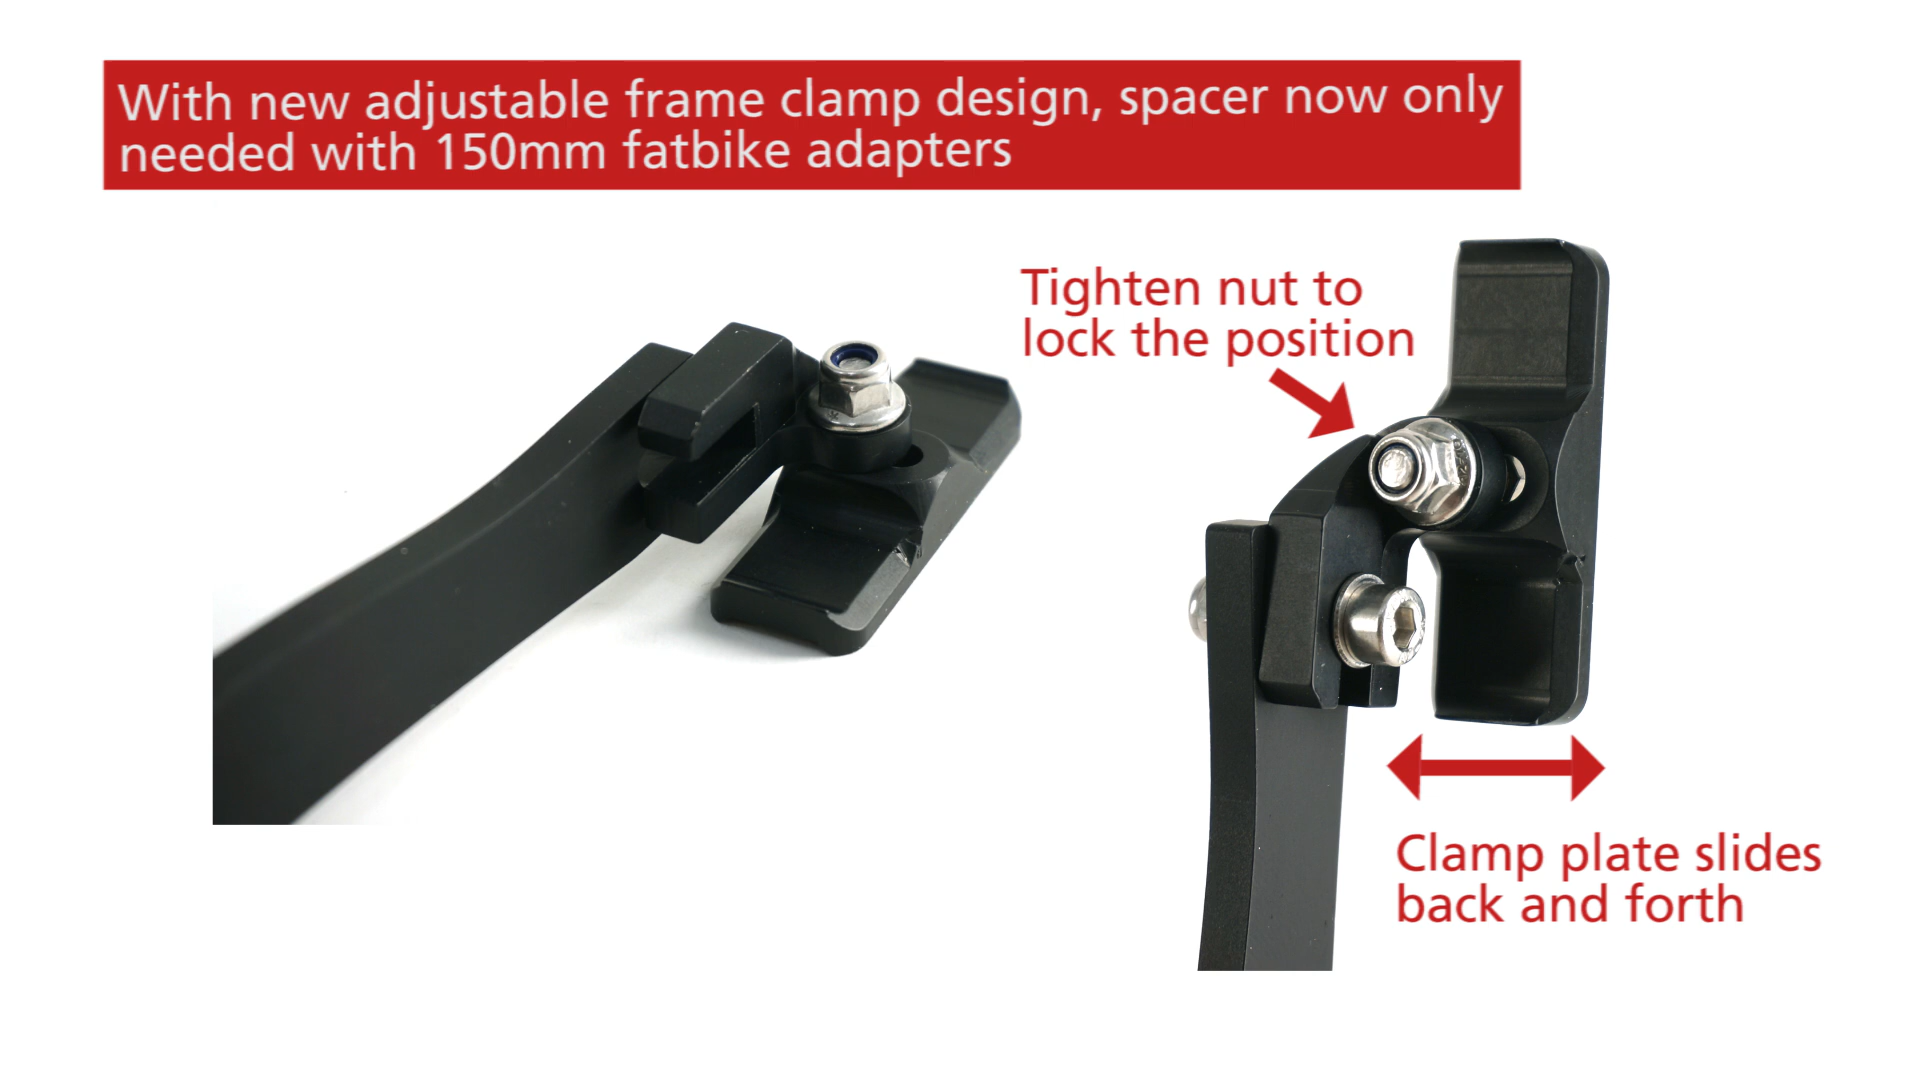 With new adjustable frame clamp design, spacer now only
needed with 150mm fatbike adapters
Tighten nut to
lock the position
Clamp plate slides
back and forth